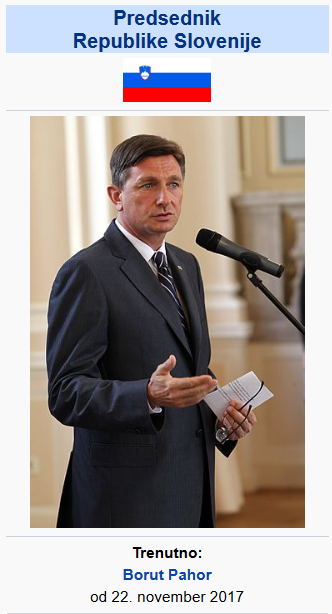 Predsednik
Republike Slovenije
Trenutno:
Borut Pahor
od 22. november 2017